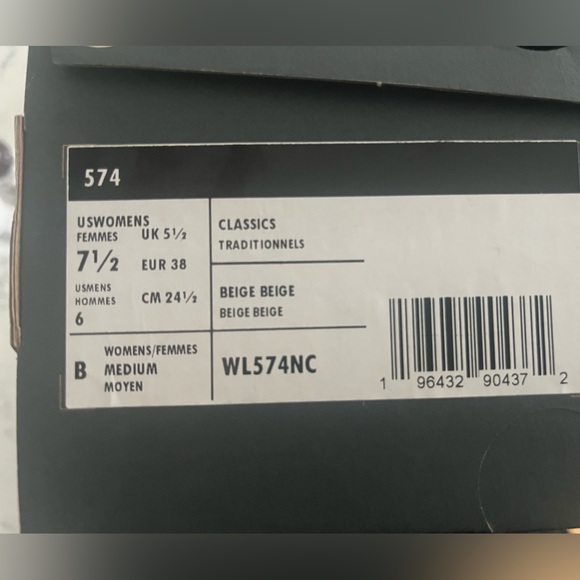 574
USWOMENS
FEMMES
7½
USMENS
HOMMES
6
UK 5½
EUR 38
CM 24½
CLASSICS
TRADITIONNELS
BEIGE BEIGE
BEIGE BEIGE
B
WOMENS/FEMMES
MEDIUM
MOYEN
WL574NC
1 96432 90437 2